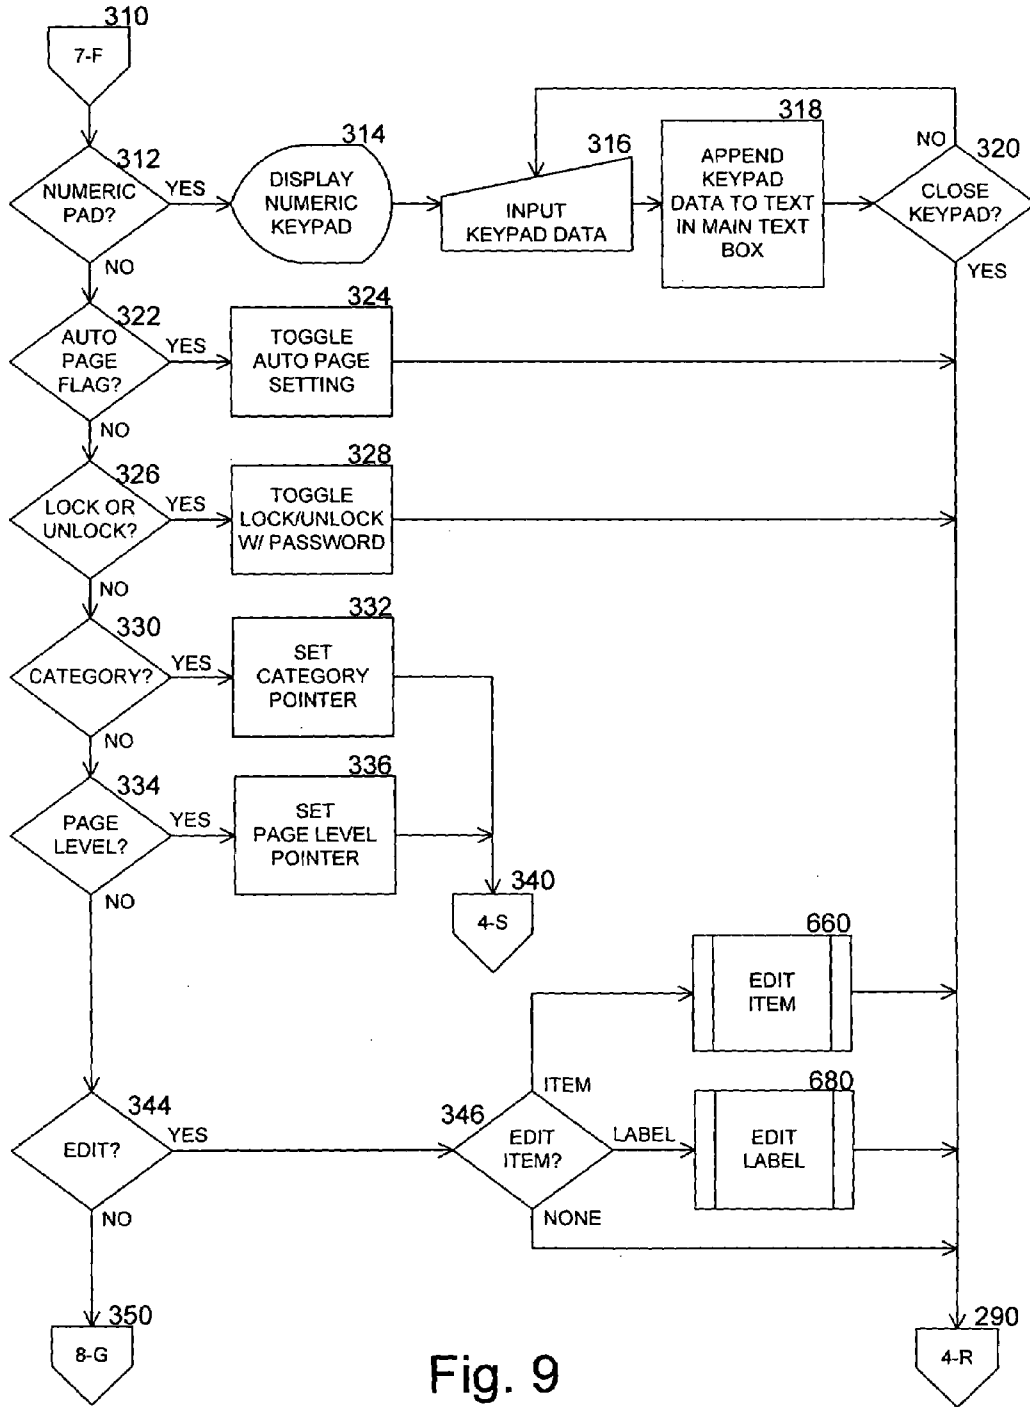 310
7-F
312
NUMERIC
PAD?
YES
NO
314
DISPLAY
NUMERIC
KEYPAD
316
INPUT
KEYPAD DATA
318
APPEND
KEYPAD
DATA TO TEXT
IN MAIN TEXT
BOX
NO
320
CLOSE
KEYPAD?
YES
322
AUTO
PAGE
FLAG?
YES
NO
324
TOGGLE
AUTO PAGE
SETTING
326
LOCK OR
UNLOCK?
YES
NO
328
TOGGLE
LOCK/UNLOCK
W/ PASSWORD
330
CATEGORY?
YES
NO
332
SET
CATEGORY
POINTER
334
PAGE
LEVEL?
YES
NO
336
SET
PAGE LEVEL
POINTER
340
4-S
344
EDIT?
YES
NO
346
EDIT
ITEM?
ITEM
LABEL
NONE
660
EDIT
ITEM
680
EDIT
LABEL
350
8-G
290
4-R
Fig. 9